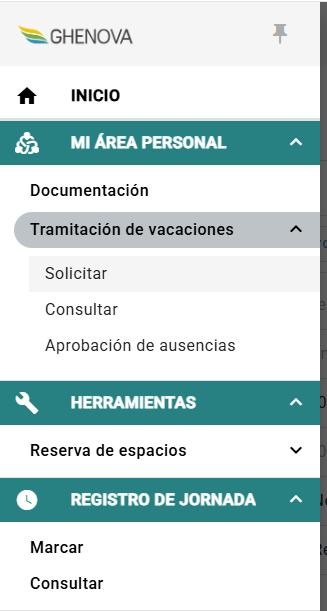 GHENOVA
INICIO
MI ÁREA PERSONAL
Documentación
Tramitación de vacaciones
Solicitar
Consultar
Aprobación de ausencias
HERRAMIENTAS
Reserva de espacios
REGISTRO DE JORNADA
Marcar
Consultar